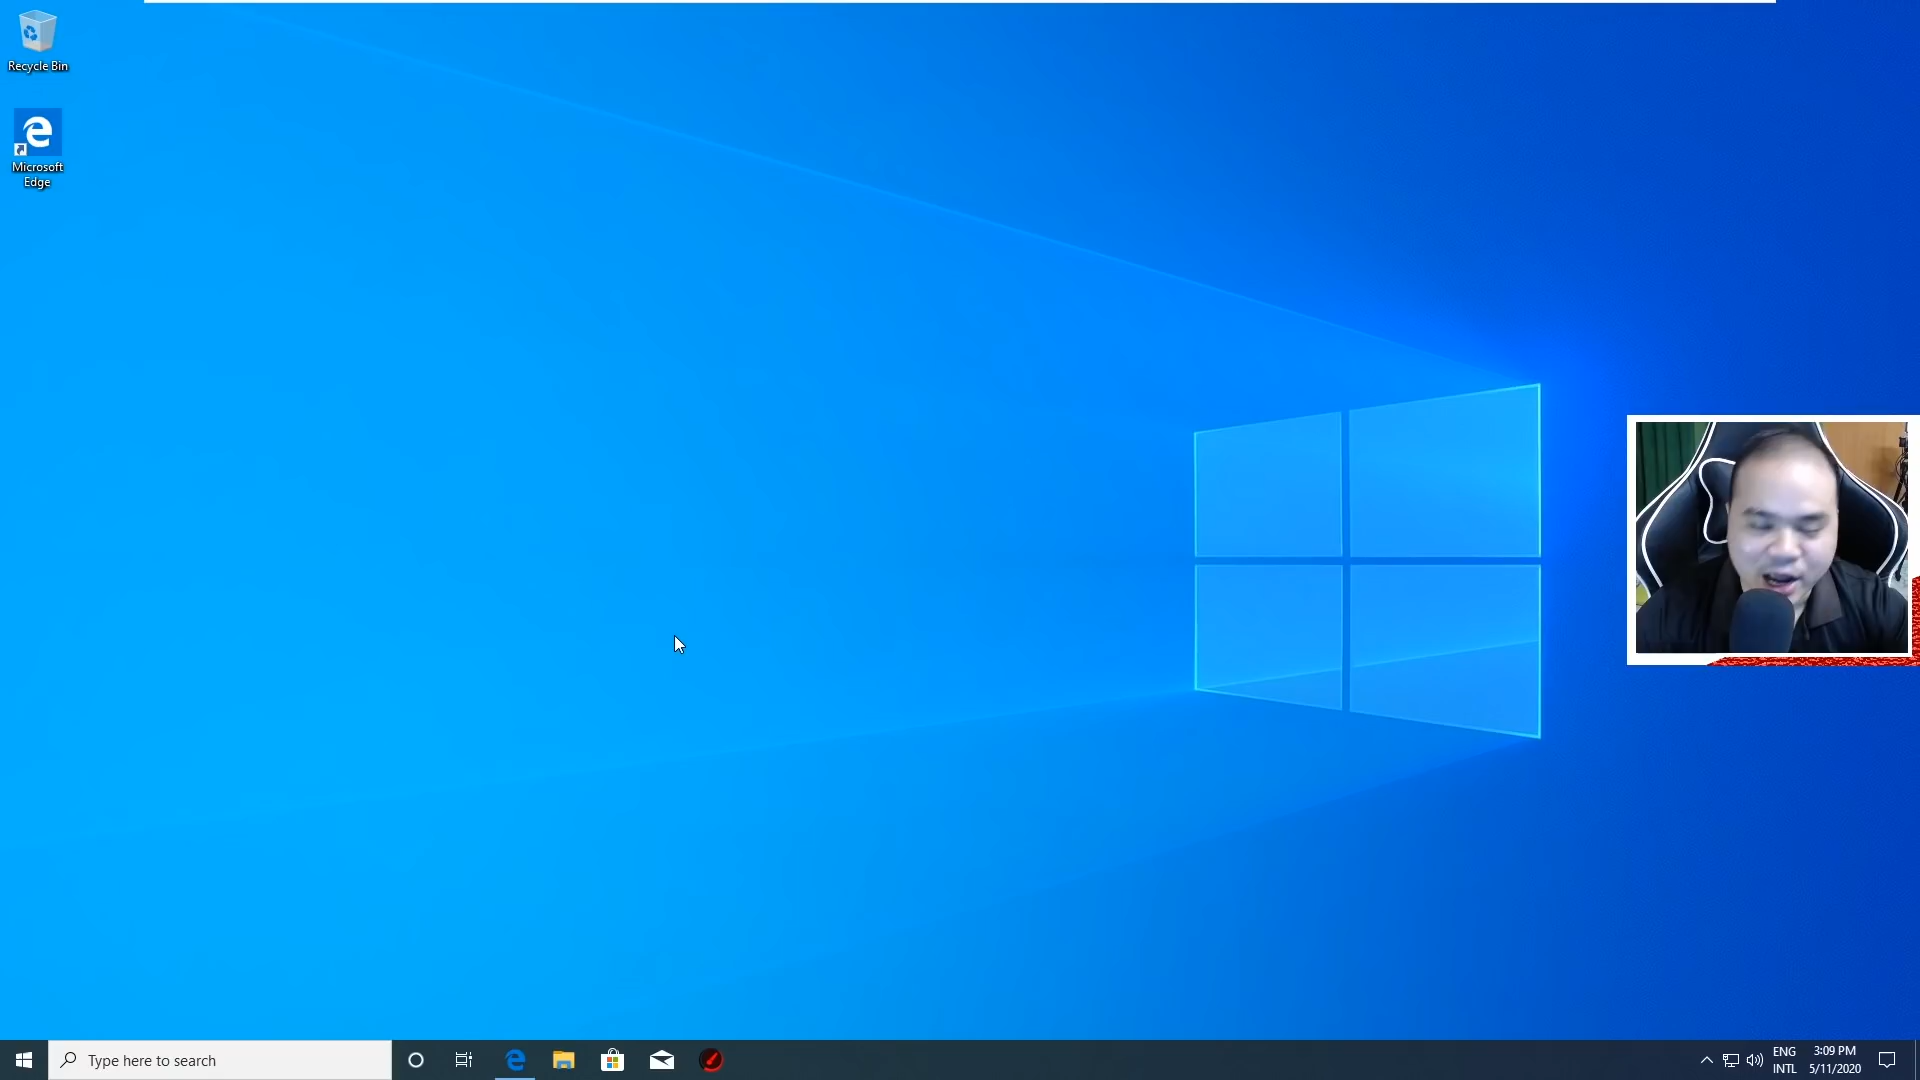 Recycle Bin
Microsoft
Edge
Type here to search
ENG
INTL
3:09 PM
5/11/2020